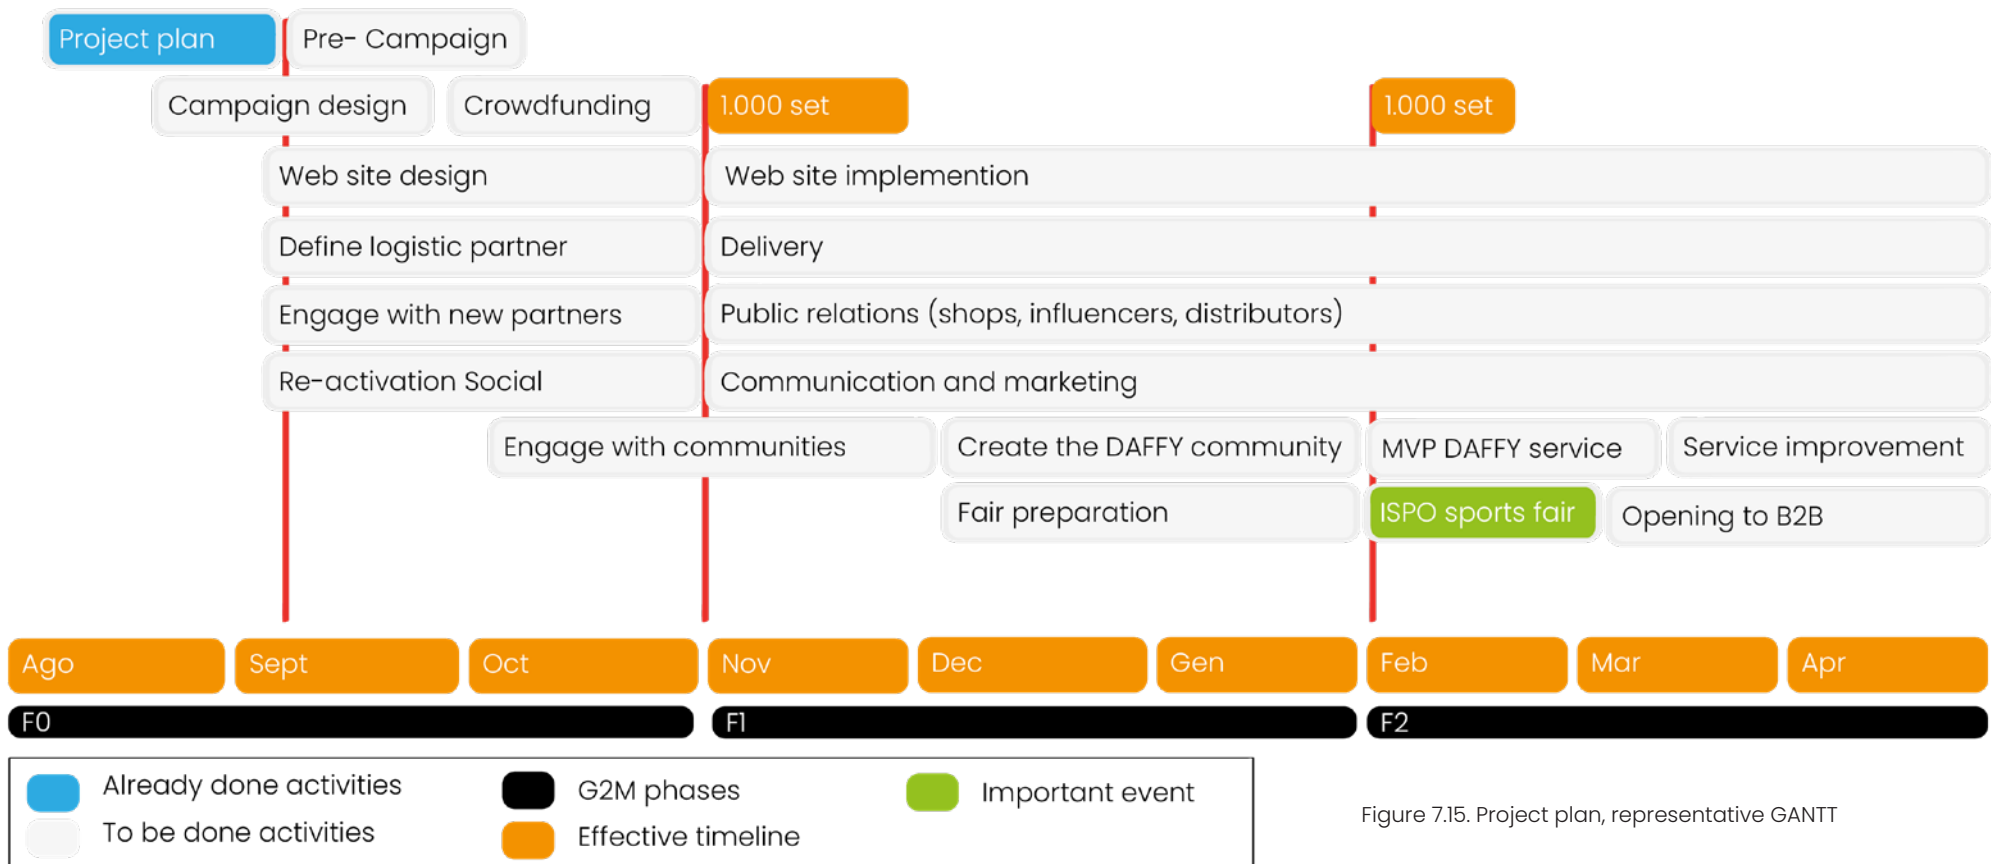 Project plan
Pre- Campaign
Campaign design
Crowdfunding
1.000 set
1.000 set
Web site design
Web site implemention
Define logistic partner
Delivery
Engage with new partners
Public relations (shops, influencers, distributors)
Re-activation Social
Communication and marketing
Engage with communities
Create the DAFFY community
MVP DAFFY service
Service improvement
Fair preparation
ISPO sports fair
Opening to B2B
Ago
Sept
Oct
Nov
Dec
Gen
Feb
Mar
Apr
F0
F1
F2
Already done activities
G2M phases
Important event
To be done activities
Effective timeline
Figure 7.15. Project plan, representative GANTT